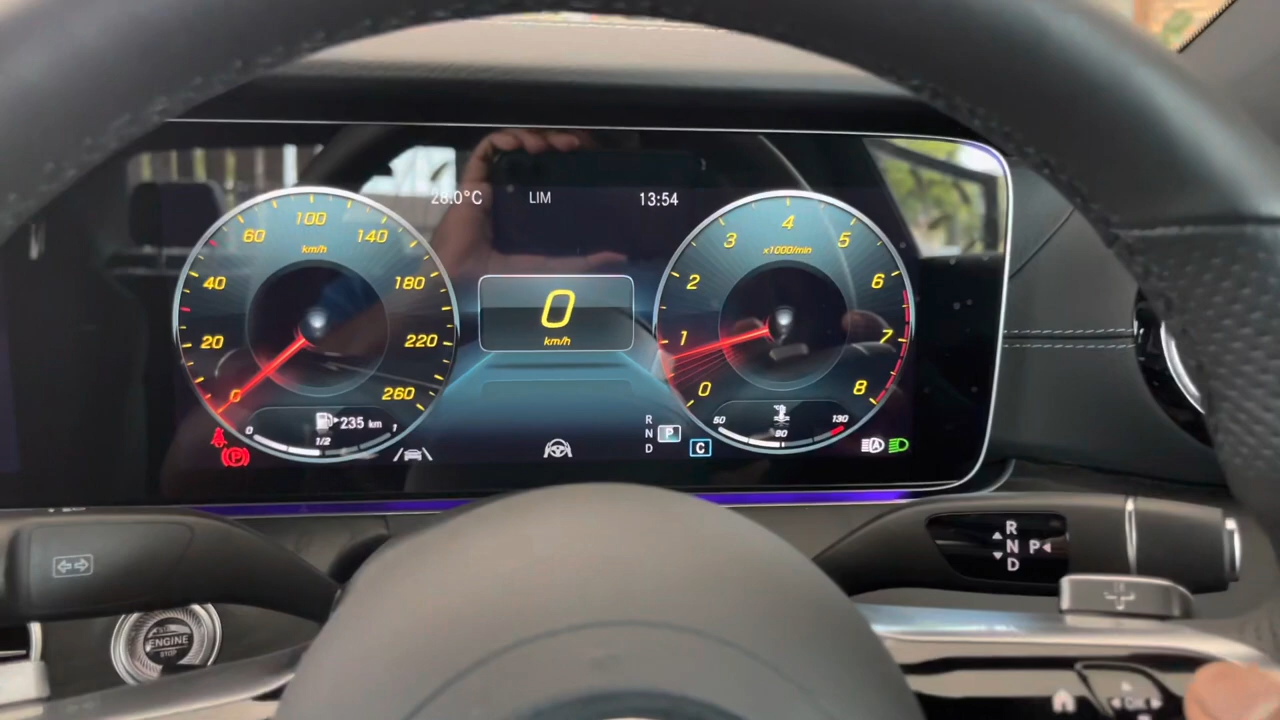 28.0°C
LIM
13:54
0
20
40
60
100
140
180
220
260
km/h
0
1/2
1
235 km
0
km/h
0
1
2
3
4
5
6
7
8
x1000/min
50
90
130
°C
R
N
D
P
C
A
P
R
N P
D
ENGINE
STOP
OK